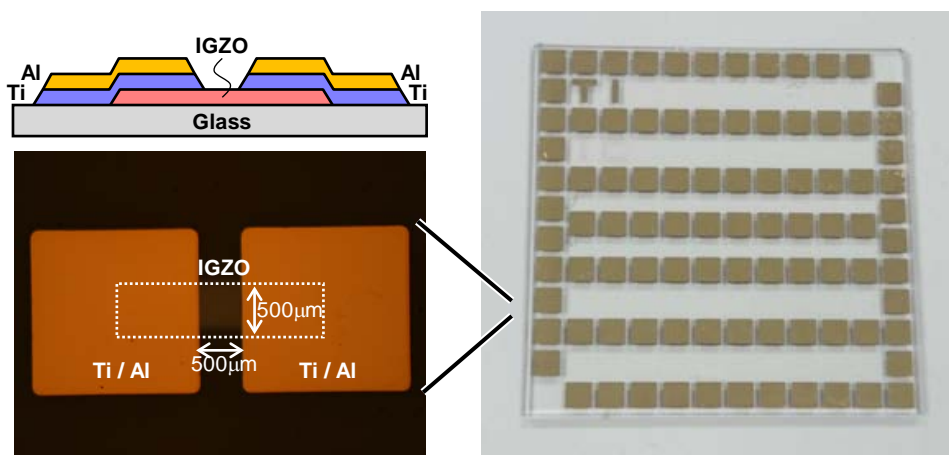 IGZO
Al Al
Ti Ti
Glass
IGZO
500μm
500μm
Ti / Al Ti / Al
T I